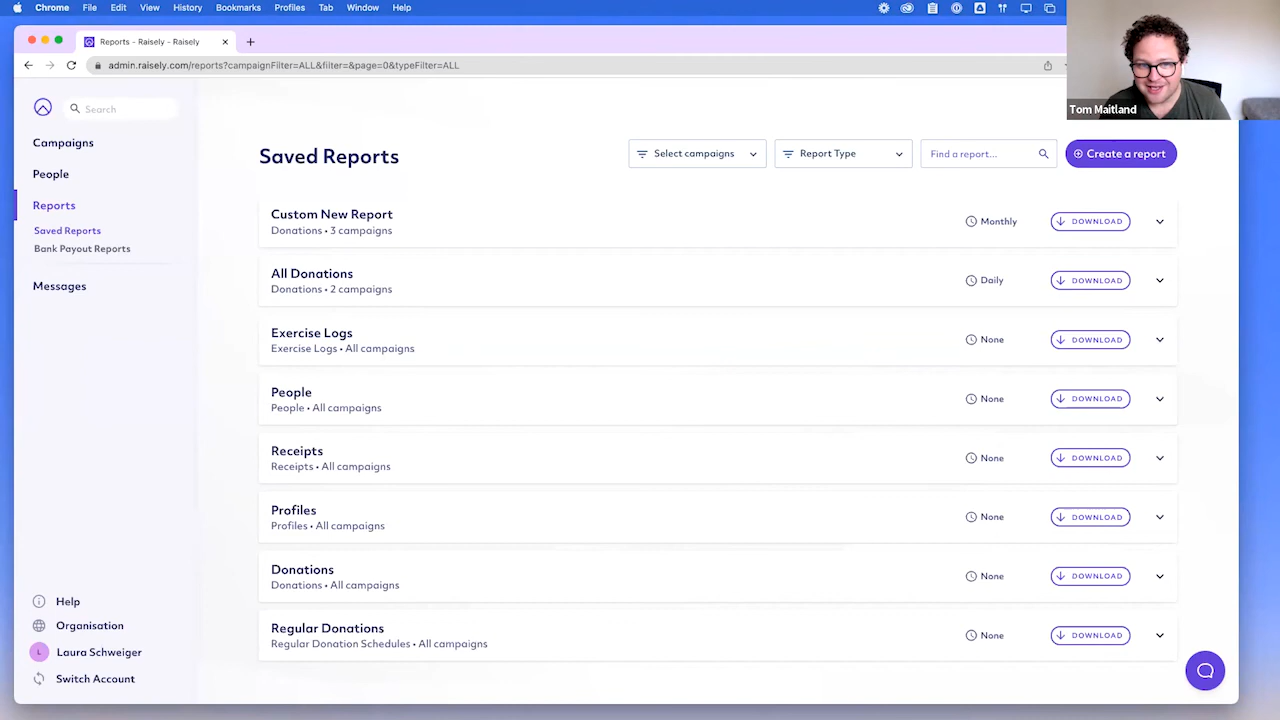 Chrome File Edit View History Bookmarks Profiles Tab Window Help
Reports - Raisely - Raisely
admin.raisely.com/reports?campaignFilter=ALL&filter=&page=0&typeFilter=ALL
Tom Maitland
Search
Campaigns
People
Reports
Saved Reports
Bank Payout Reports
Messages
Help
Organisation
L Laura Schweiger
Switch Account
Saved Reports
Select campaigns
Report Type
Find a report...
Create a report
Custom New Report
Donations • 3 campaigns
Monthly
DOWNLOAD
All Donations
Donations • 2 campaigns
Daily
DOWNLOAD
Exercise Logs
Exercise Logs • All campaigns
None
DOWNLOAD
People
People • All campaigns
None
DOWNLOAD
Receipts
Receipts • All campaigns
None
DOWNLOAD
Profiles
Profiles • All campaigns
None
DOWNLOAD
Donations
Donations • All campaigns
None
DOWNLOAD
Regular Donations
Regular Donation Schedules • All campaigns
None
DOWNLOAD